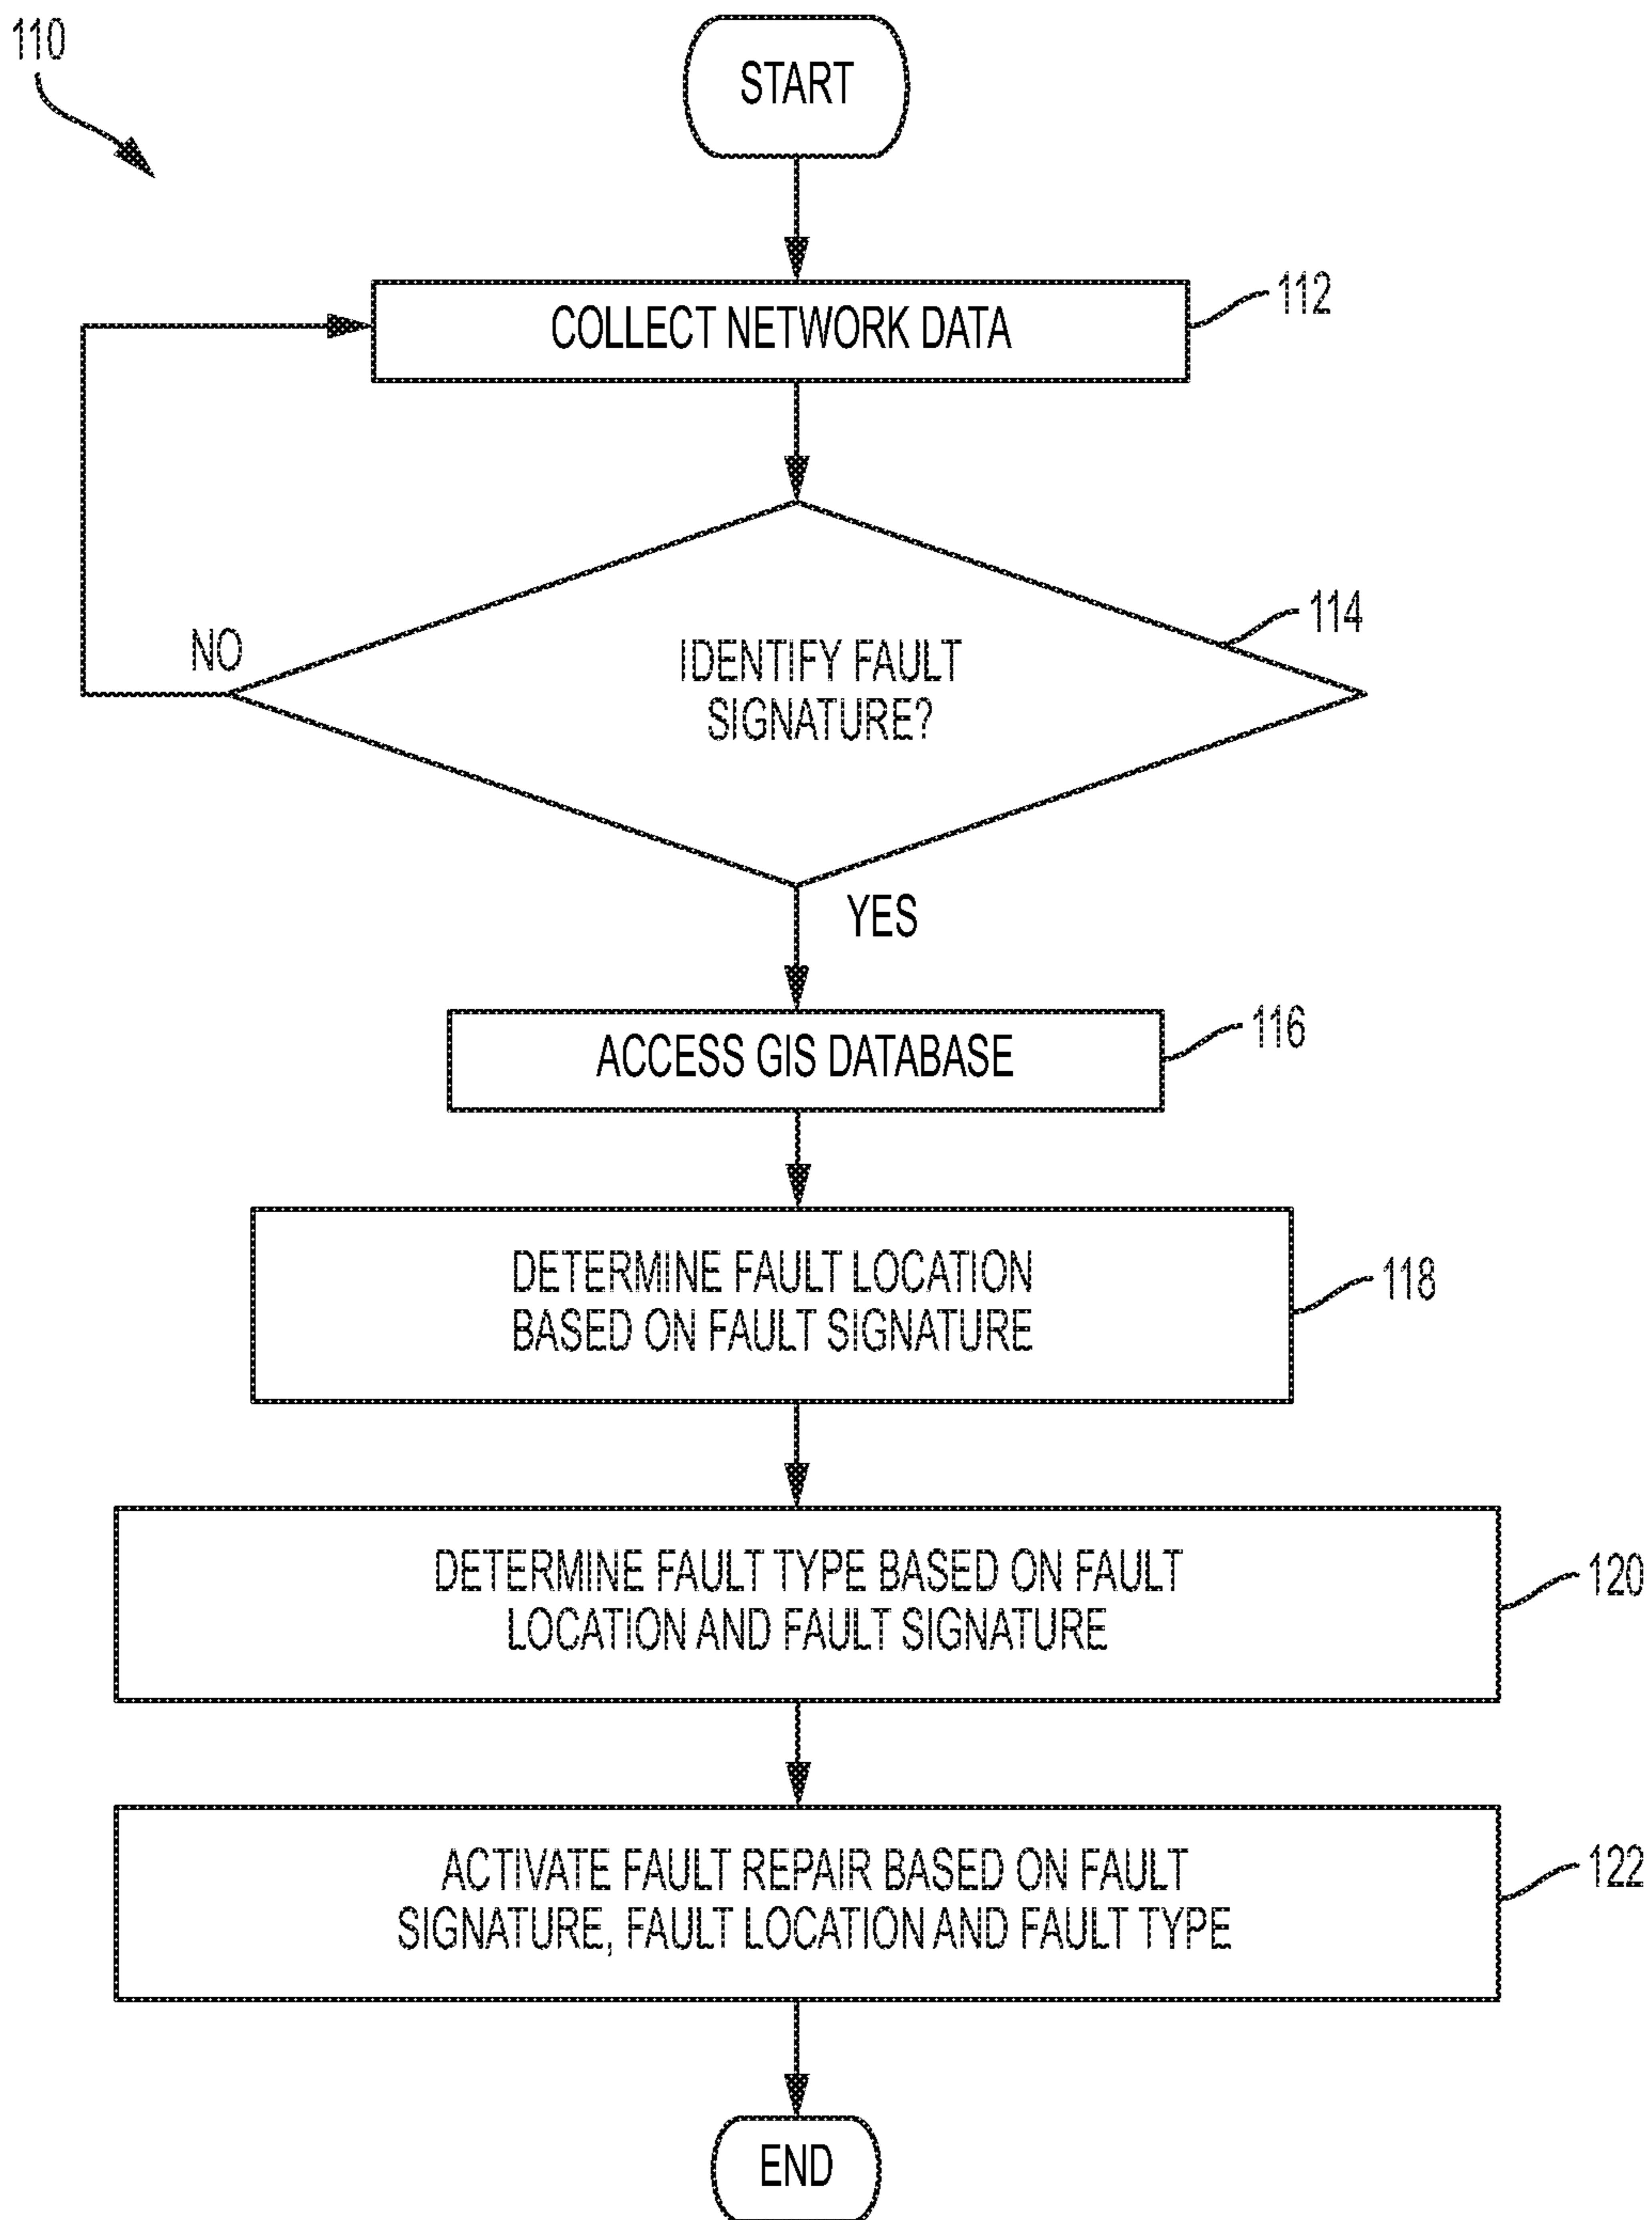 110
START
COLLECT NETWORK DATA
112
IDENTIFY FAULT
SIGNATURE?
114
NO
YES
ACCESS GIS DATABASE
116
DETERMINE FAULT LOCATION
BASED ON FAULT SIGNATURE
118
DETERMINE FAULT TYPE BASED ON FAULT
LOCATION AND FAULT SIGNATURE
120
ACTIVATE FAULT REPAIR BASED ON FAULT
SIGNATURE, FAULT LOCATION AND FAULT TYPE
122
END